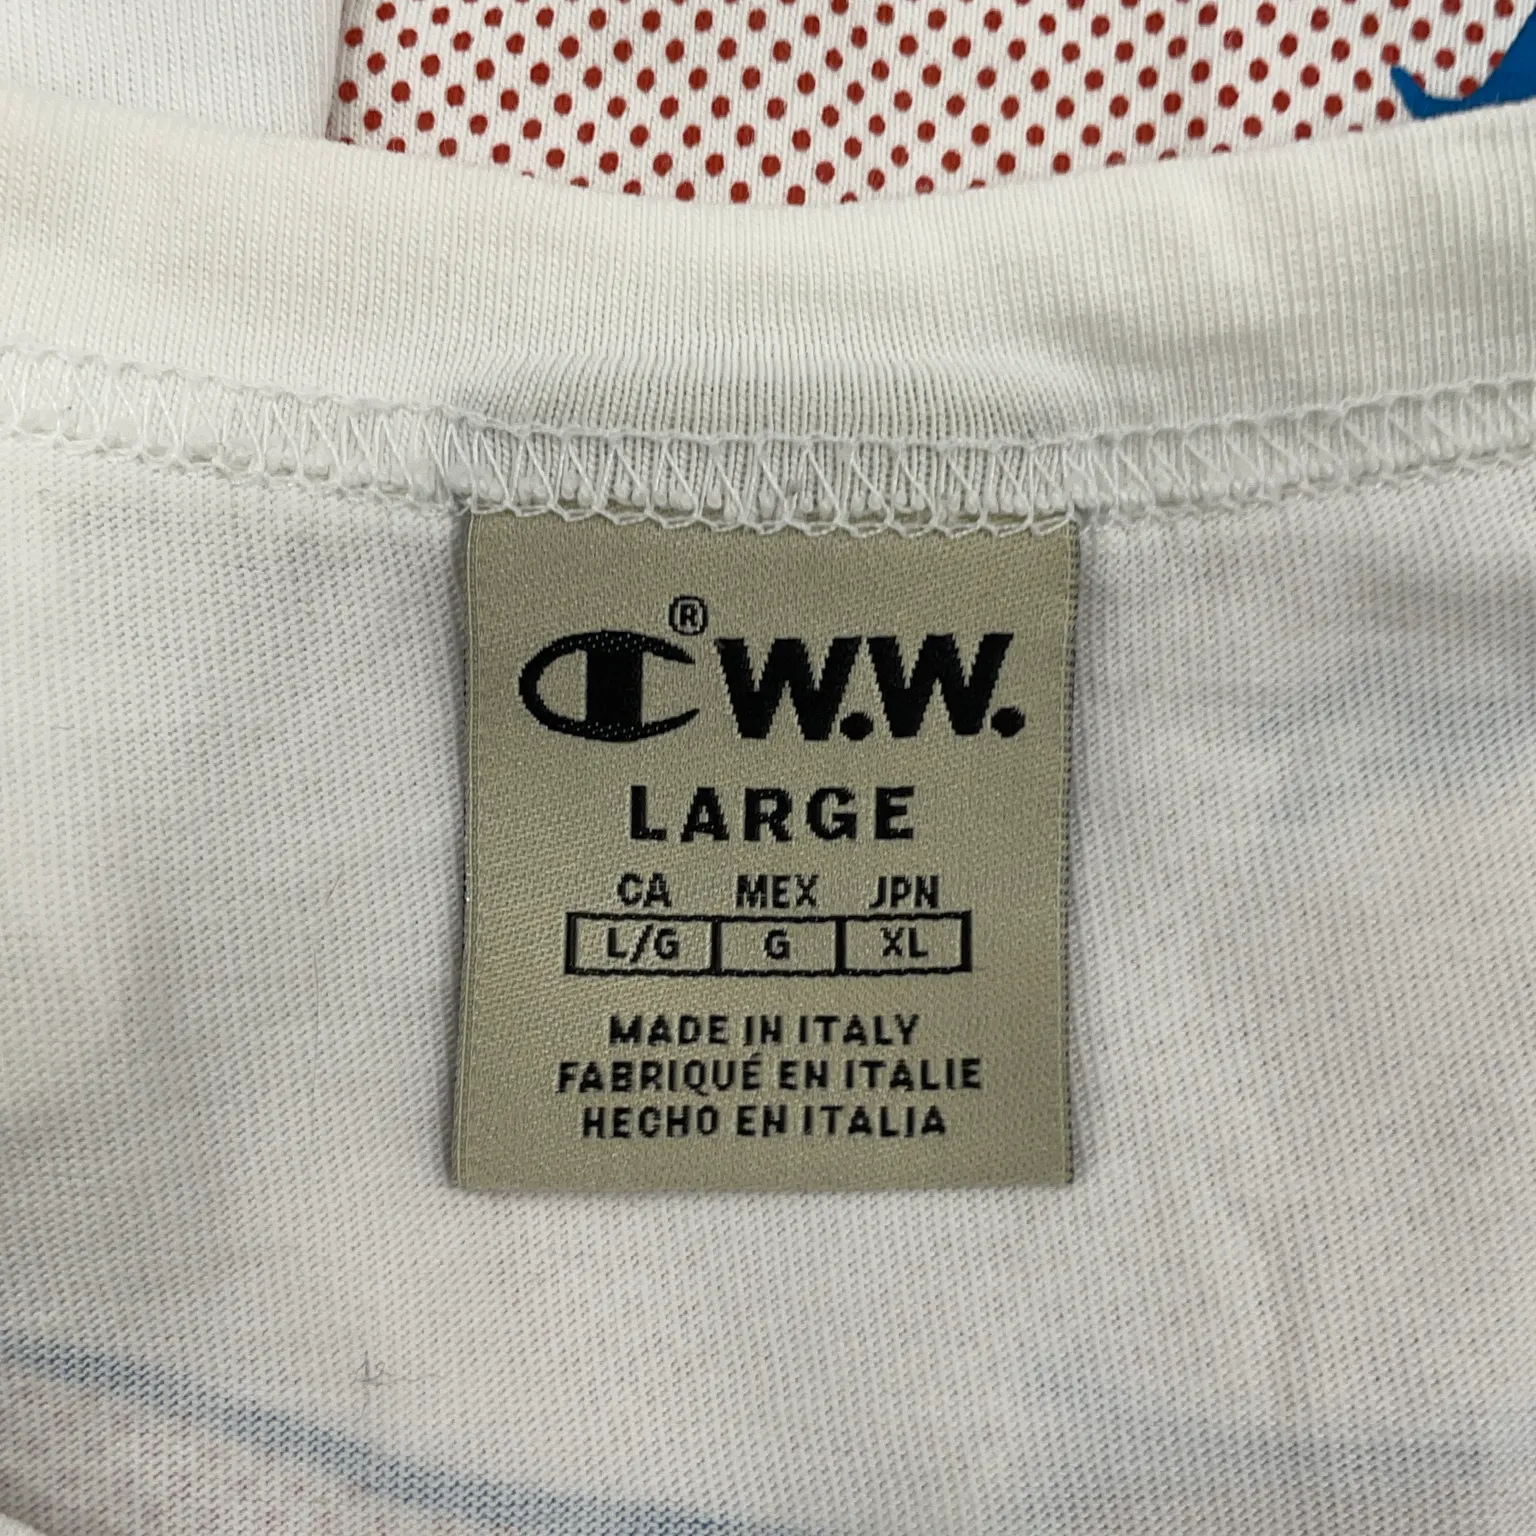 ® W.W.
LARGE
CA MEX JPN
L/G G XL
MADE IN ITALY
FABRIQUÉ EN ITALIE
HECHO EN ITALIA